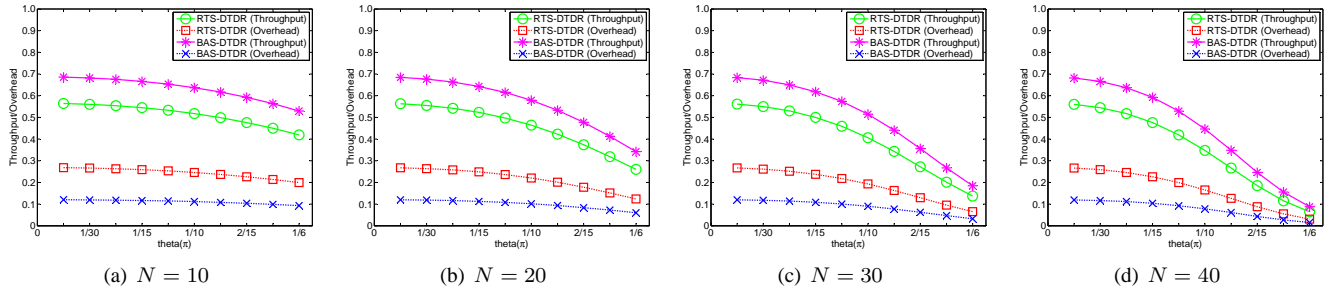 1.0
0.9
0.8
0.7
0.6
0.5
0.4
0.3
0.2
0.1
0
Throughput/Overhead
RTS-DTDR (Throughput)
RTS-DTDR (Overhead)
BAS-DTDR (Throughput)
BAS-DTDR (Overhead)
0 1/30 1/15 1/10 2/15 1/6
theta(π)
(a) N = 10
1.0
0.9
0.8
0.7
0.6
0.5
0.4
0.3
0.2
0.1
0
Throughput/Overhead
RTS-DTDR (Throughput)
RTS-DTDR (Overhead)
BAS-DTDR (Throughput)
BAS-DTDR (Overhead)
0 1/30 1/15 1/10 2/15 1/6
theta(π)
(b) N = 20
1.0
0.9
0.8
0.7
0.6
0.5
0.4
0.3
0.2
0.1
0
Throughput/Overhead
RTS-DTDR (Throughput)
RTS-DTDR (Overhead)
BAS-DTDR (Throughput)
BAS-DTDR (Overhead)
0 1/30 1/15 1/10 2/15 1/6
theta(π)
(c) N = 30
1.0
0.9
0.8
0.7
0.6
0.5
0.4
0.3
0.2
0.1
0
Throughput/Overhead
RTS-DTDR (Throughput)
RTS-DTDR (Overhead)
BAS-DTDR (Throughput)
BAS-DTDR (Overhead)
0 1/30 1/15 1/10 2/15 1/6
theta(π)
(d) N = 40